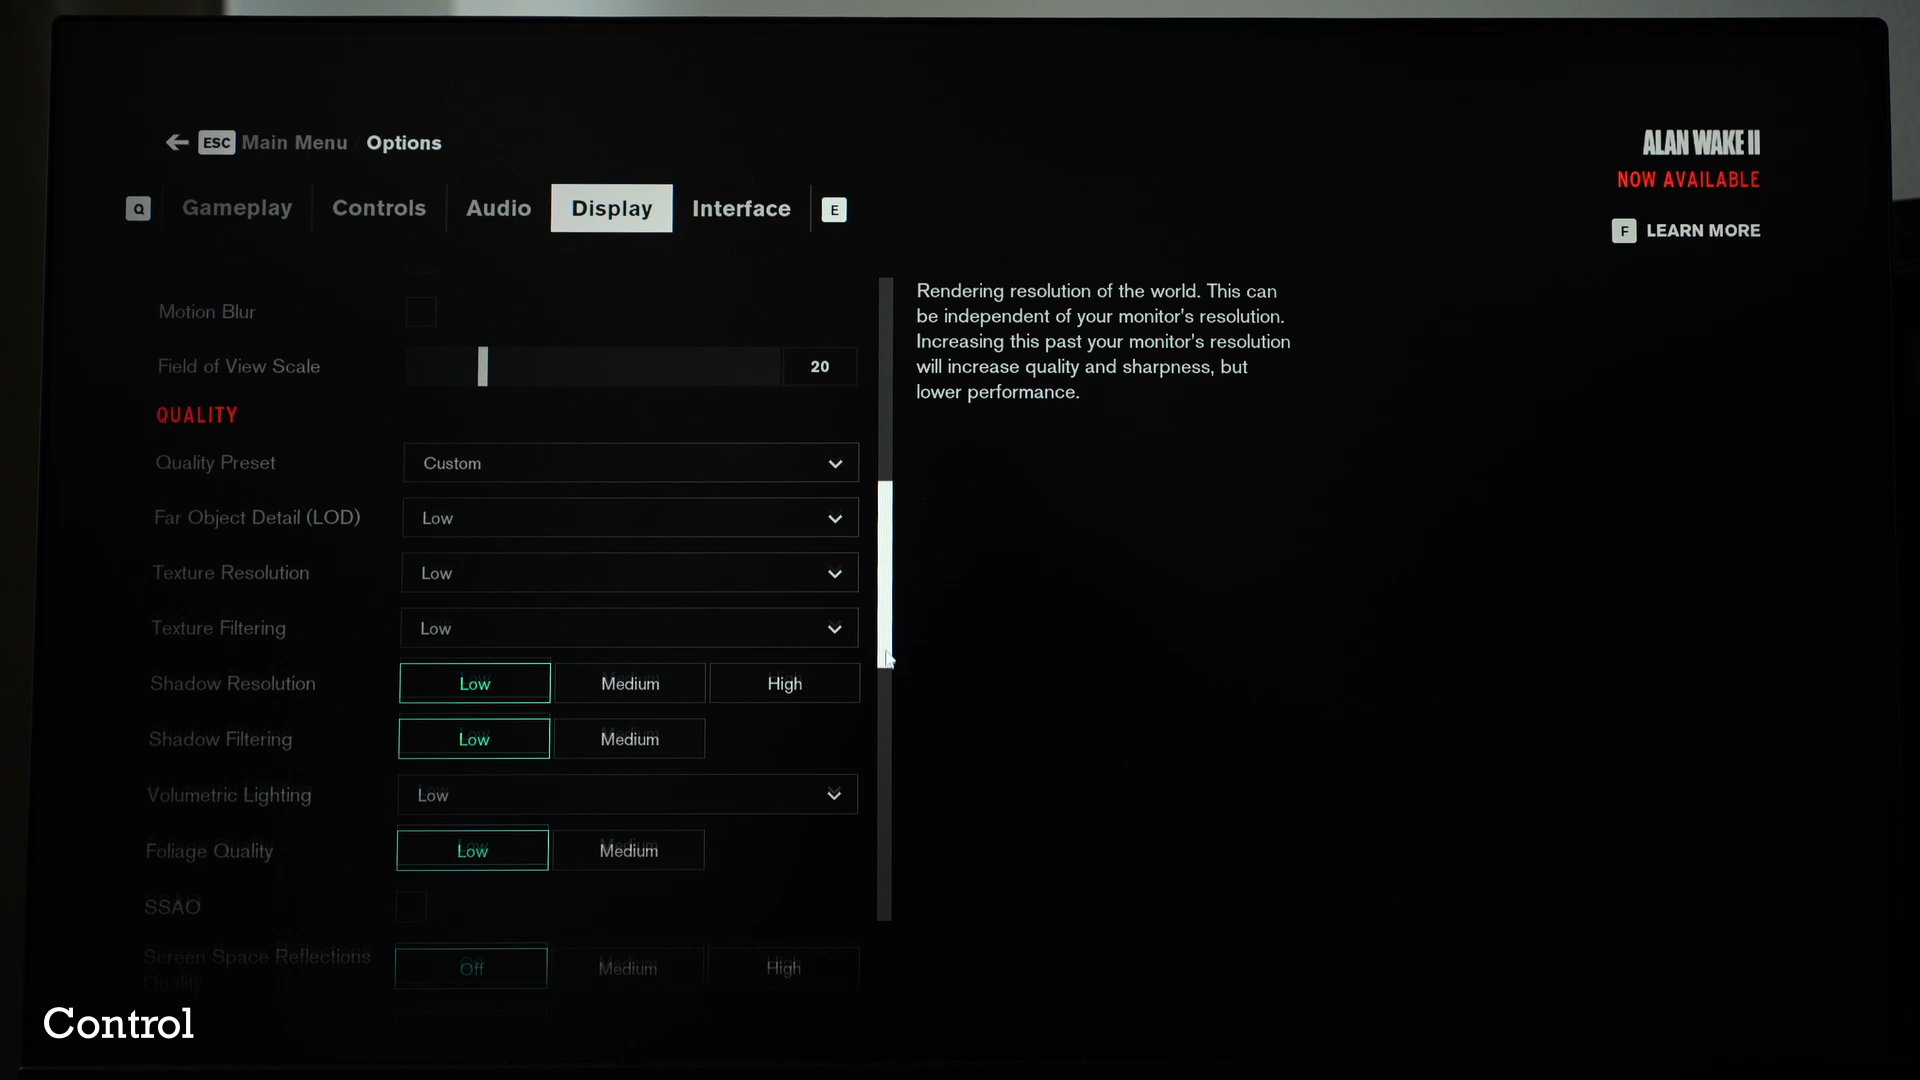 ESC Main Menu / Options
ALAN WAKE II
NOW AVAILABLE
F LEARN MORE
Q Gameplay Controls Audio Display Interface E
Motion Blur
Field of View Scale 20
QUALITY
Quality Preset Custom
Far Object Detail (LOD) Low
Texture Resolution Low
Texture Filtering Low
Shadow Resolution Low Medium High
Shadow Filtering Low Medium
Volumetric Lighting Low
Foliage Quality Low Medium
SSAO
Screen Space Reflections
Quality
Off Medium High
Rendering resolution of the world. This can
be independent of your monitor's resolution.
Increasing this past your monitor's resolution
will increase quality and sharpness, but
lower performance.
Control